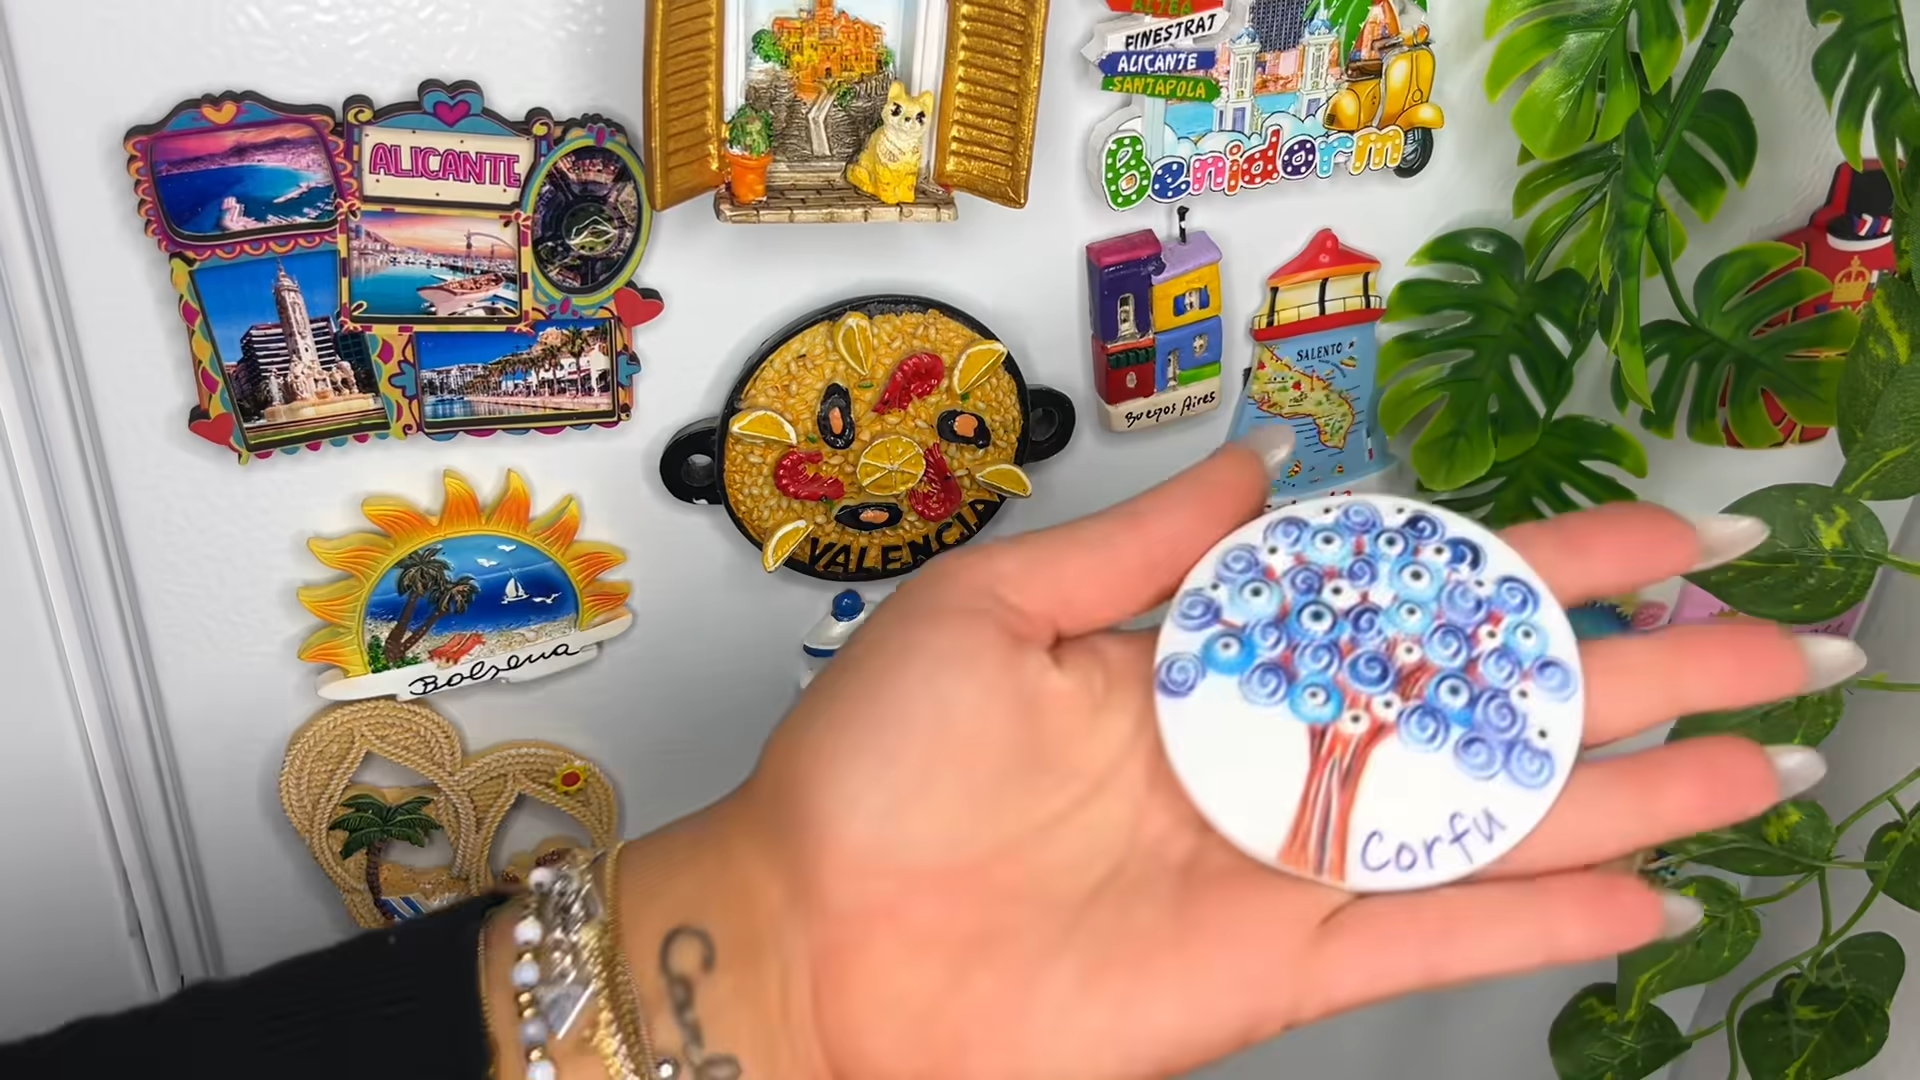 ALTEA
FINESTRAT
ALICANTE
SANTAPOLA
Benidorm
ALICANTE
Buenos Aires
SALENTO
VALENCIA
Bolsena
Corfu